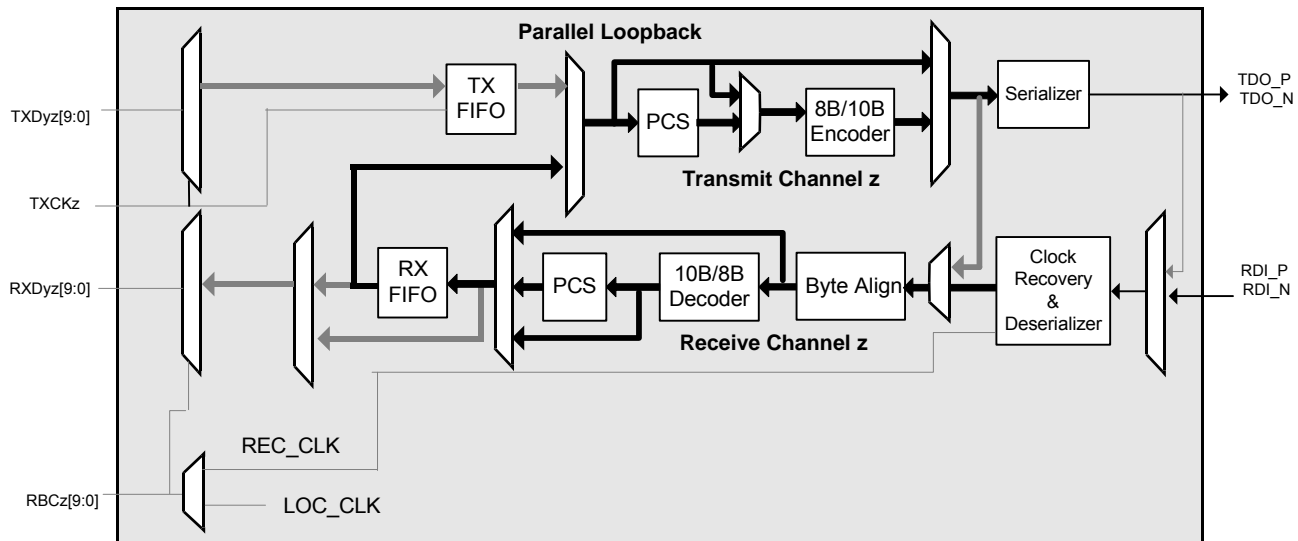 Parallel Loopback
TXDyz[9:0]
TX
FIFO
PCS
8B/10B
Encoder
Serializer
TDO_P
TDO_N
Transmit Channel z
TXCKz
RXDyz[9:0]
RX
FIFO
PCS
10B/8B
Decoder
Byte Align
Clock
Recovery
&
Deserializer
RDI_P
RDI_N
Receive Channel z
REC_CLK
RBCz[9:0]
LOC_CLK